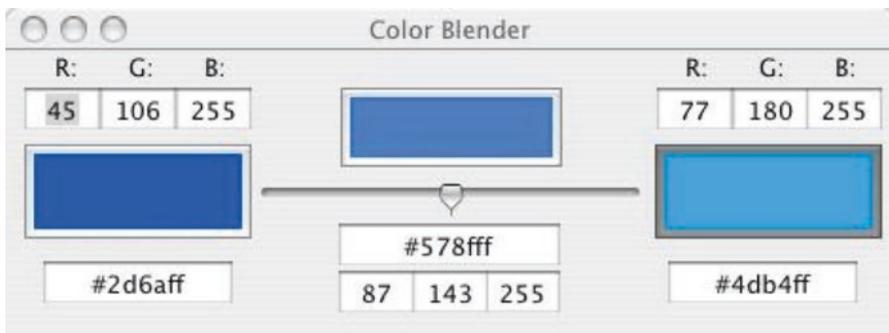 Color Blender
R: G: B:
45 106 255
R: G: B:
77 180 255
#578fff
#2d6aff
87 143 255
#4db4ff